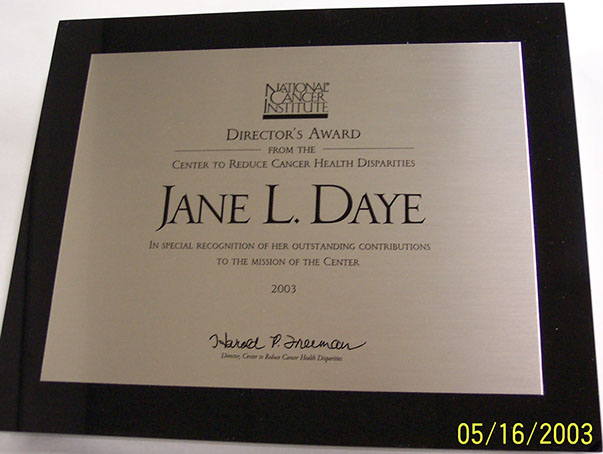 NATIONAL®
CANCER
INSTITUTE
DIRECTOR'S AWARD
FROM THE
CENTER TO REDUCE CANCER HEALTH DISPARITIES
JANE L. DAYE
IN SPECIAL RECOGNITION OF HER OUTSTANDING CONTRIBUTIONS
TO THE MISSION OF THE CENTER
2003
Harold P. Freeman
Director, Center to Reduce Cancer Health Disparities
05/16/2003